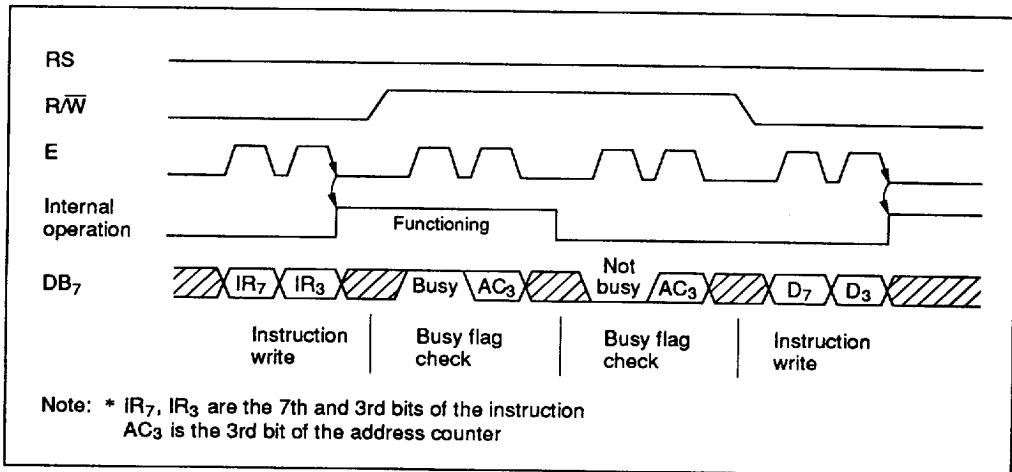 RS
R/W̅
E
Internal
operation
Functioning
DB₇
IR₇ IR₃ Busy AC₃ Not busy AC₃ D₇ D₃
Instruction
write
Busy flag
check
Busy flag
check
Instruction
write
Note: * IR₇, IR₃ are the 7th and 3rd bits of the instruction
AC₃ is the 3rd bit of the address counter